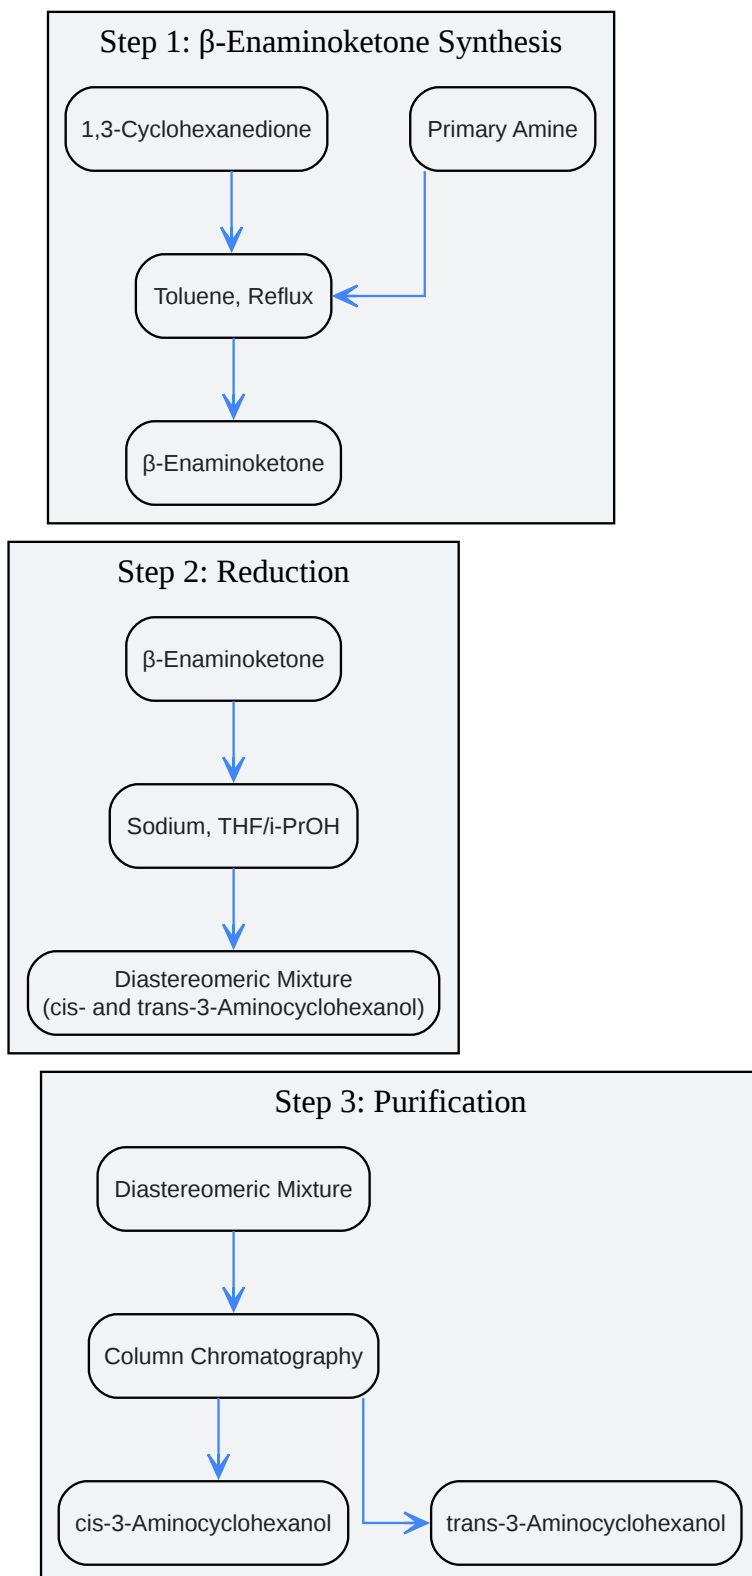 Step 1: β-Enaminoketone Synthesis
1,3-Cyclohexanedione
Primary Amine
Toluene, Reflux
β-Enaminoketone
Step 2: Reduction
β-Enaminoketone
Sodium, THF/i-PrOH
Diastereomeric Mixture
(cis- and trans-3-Aminocyclohexanol)
Step 3: Purification
Diastereomeric Mixture
Column Chromatography
cis-3-Aminocyclohexanol
trans-3-Aminocyclohexanol